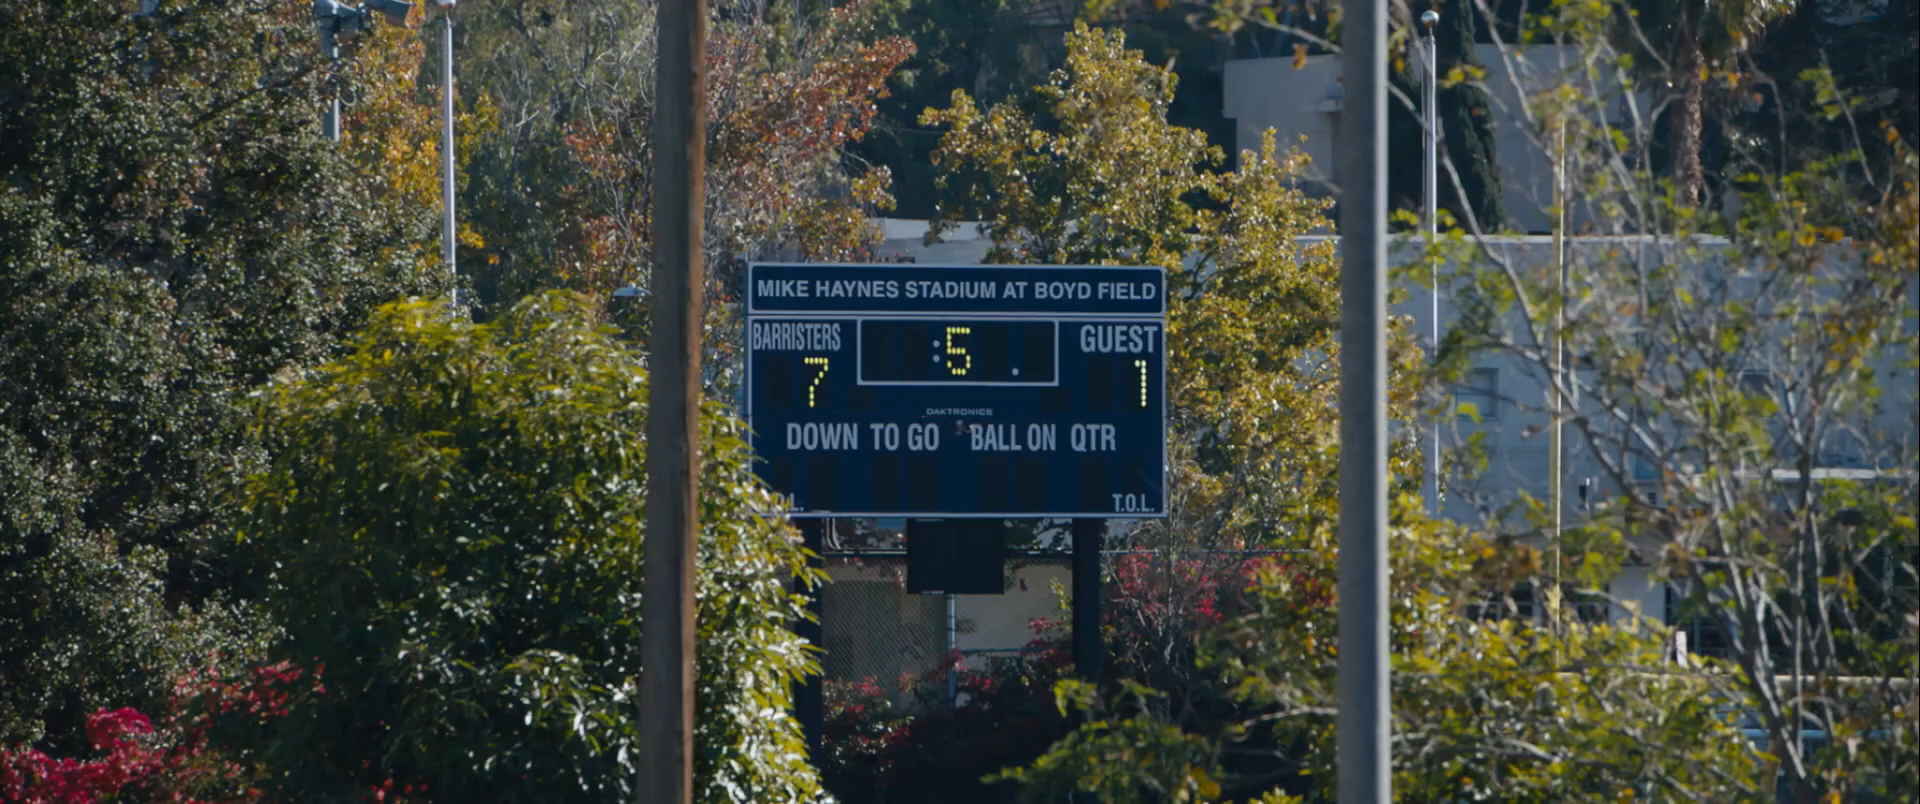 MIKE HAYNES STADIUM AT BOYD FIELD
BARRISTERS :5 . GUEST
7 1
DAKTRONICS
DOWN TO GO BALL ON QTR
T.O.L.